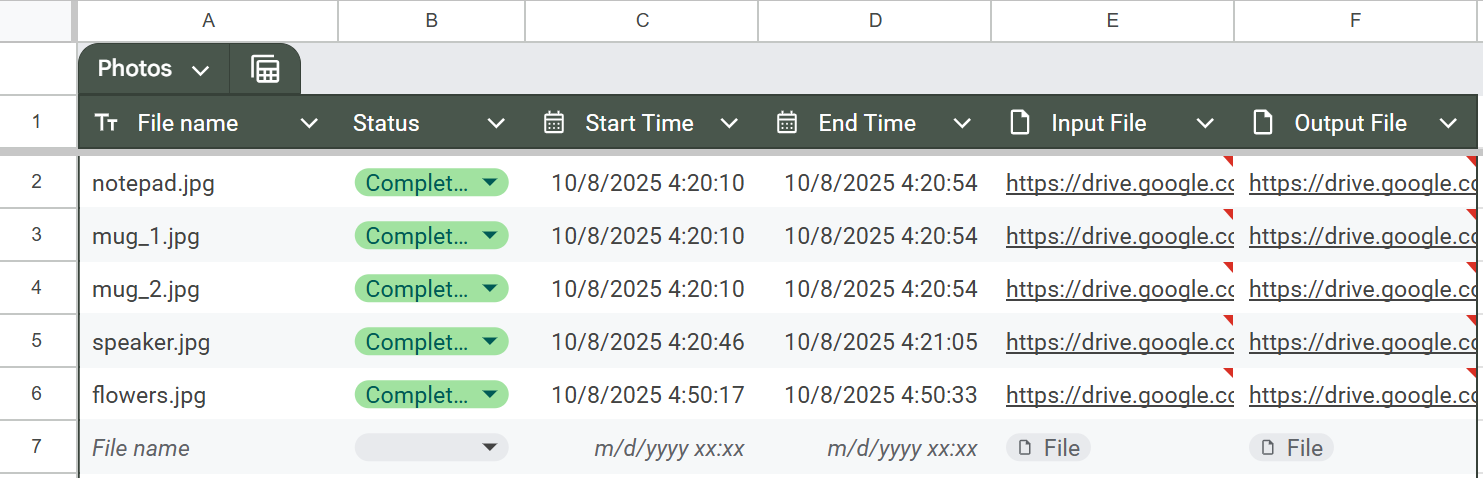 A B C D E F
Photos
1 File name Status Start Time End Time Input File Output File
2 notepad.jpg Complet... 10/8/2025 4:20:10 10/8/2025 4:20:54 https://drive.google.co https://drive.google.co
3 mug_1.jpg Complet... 10/8/2025 4:20:10 10/8/2025 4:20:54 https://drive.google.co https://drive.google.co
4 mug_2.jpg Complet... 10/8/2025 4:20:10 10/8/2025 4:20:54 https://drive.google.co https://drive.google.co
5 speaker.jpg Complet... 10/8/2025 4:20:46 10/8/2025 4:21:05 https://drive.google.co https://drive.google.co
6 flowers.jpg Complet... 10/8/2025 4:50:17 10/8/2025 4:50:33 https://drive.google.co https://drive.google.co
7 File name m/d/yyyy xx:xx m/d/yyyy xx:xx File File